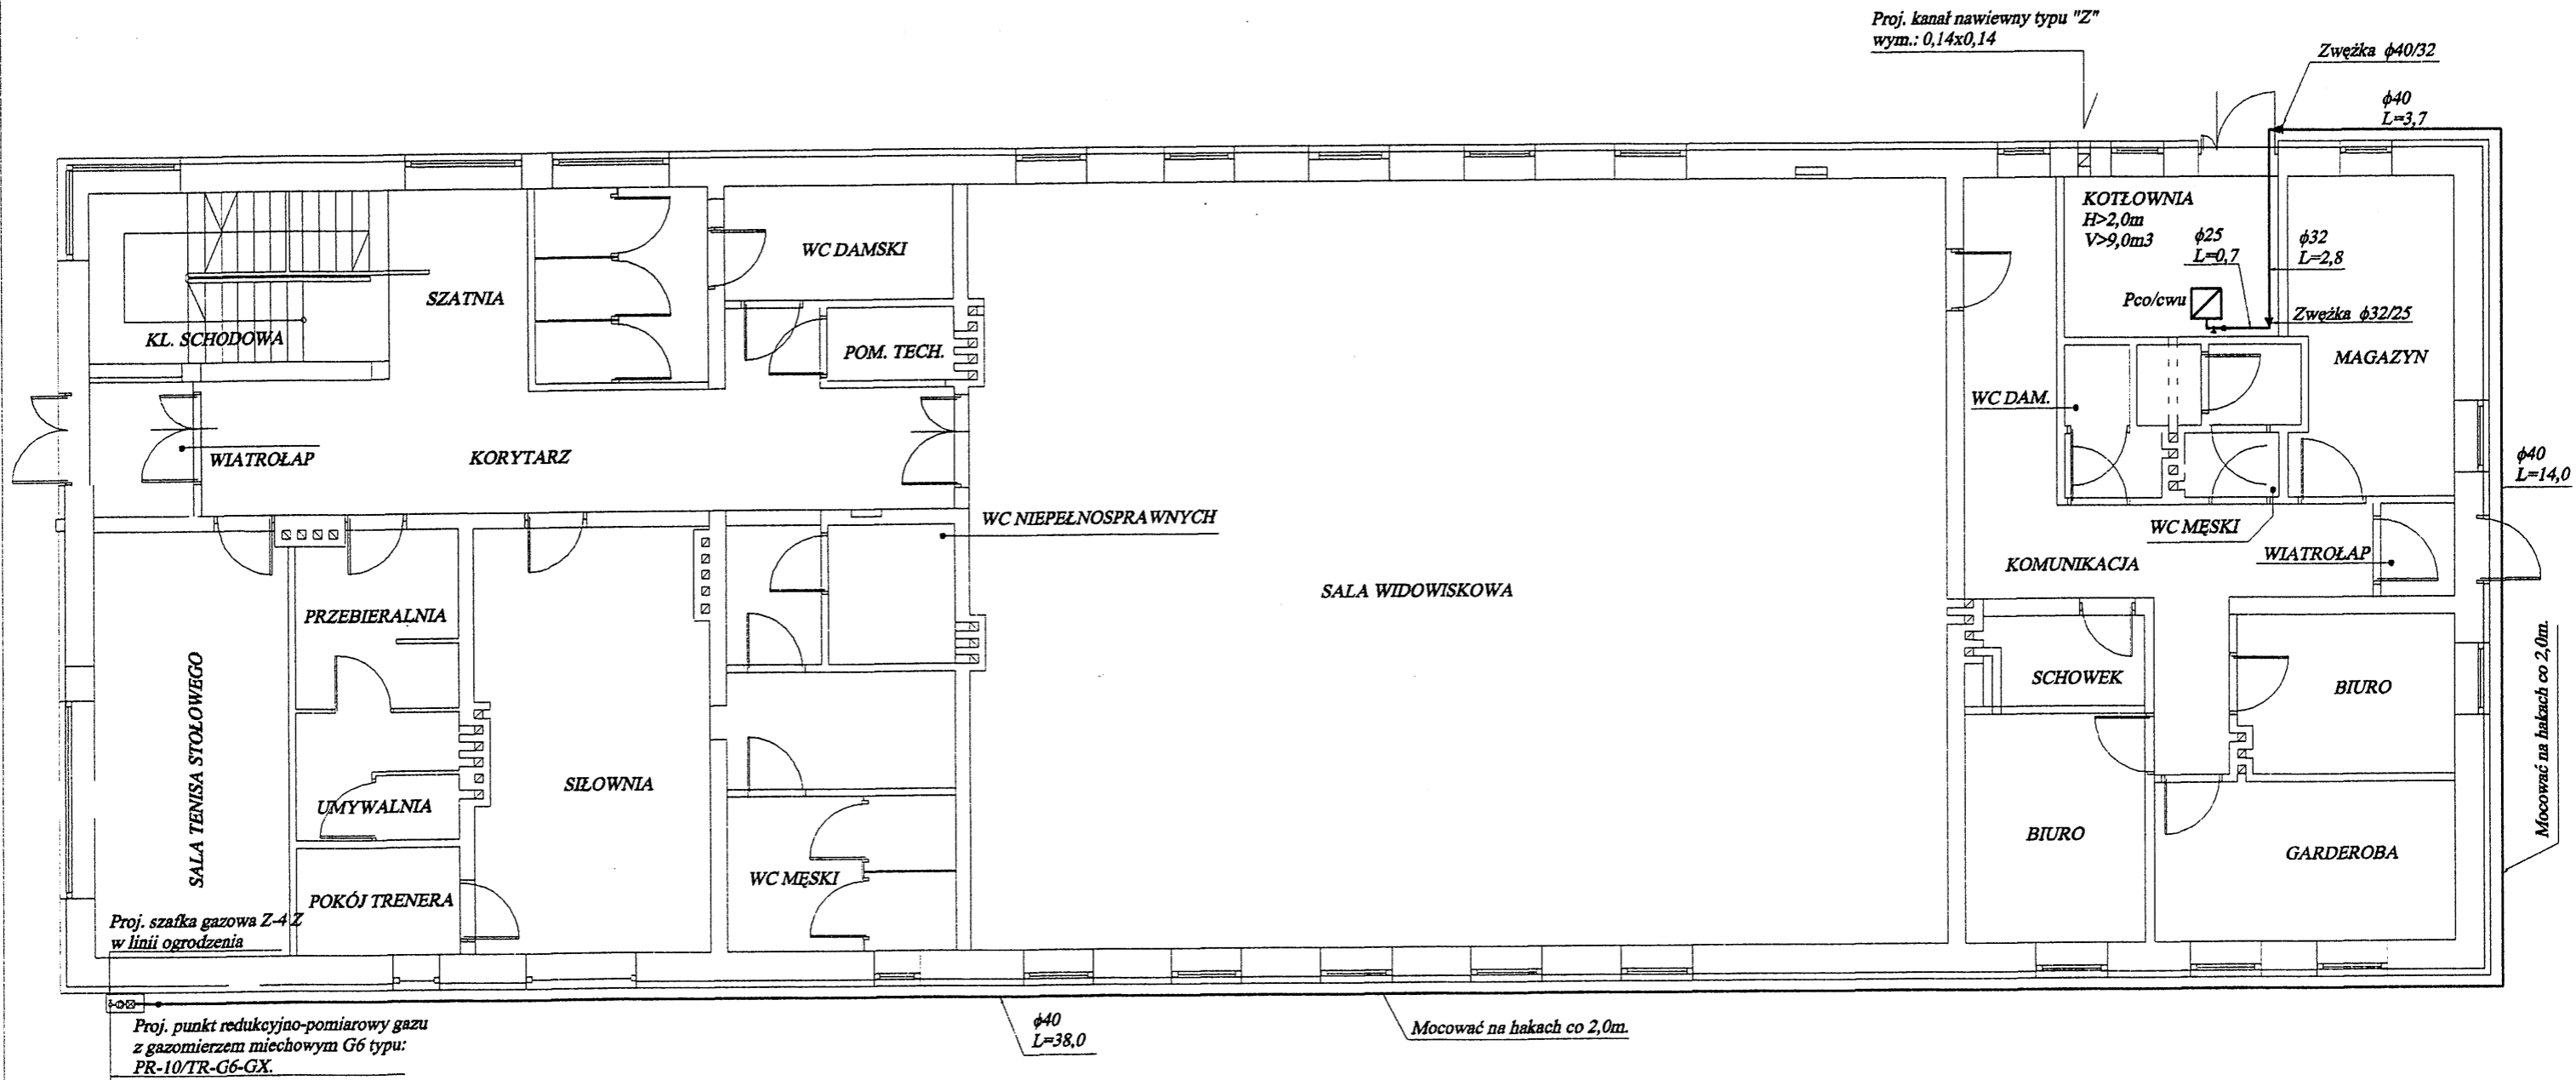 Proj. kanał nawiewny typu "Z"
wym.: 0,14x0,14
Zwężka ϕ40/32
ϕ40
L=3,7
KOTŁOWNIA
H>2,0m
V>9,0m3
ϕ25
L=0,7
ϕ32
L=2,8
Pco/cwu
Zwężka ϕ32/25
MAGAZYN
WC DAMSKI
SZATNIA
KL. SCHODOWA
POM. TECH.
WC DAM.
WIATROŁAP
KORYTARZ
ϕ40
L=14,0
WC NIEPEŁNOSPRAWNYCH
WC MĘSKI
WIATROŁAP
KOMUNIKACJA
SALA WIDOWISKOWA
PRZEBIERALNIA
SCHOWEK
BIURO
Mocować na hakach co 2,0m.
SALA TENISA STOŁOWEGO
SIŁOWNIA
UMYWALNIA
BIURO
GARDEROBA
WC MĘSKI
POKÓJ TRENERA
Proj. szafka gazowa Z-4 Z
w linii ogrodzenia
Proj. punkt redukcyjno-pomiarowy gazu
z gazomierzem miechowym G6 typu:
PR-10/TR-G6-GX.
ϕ40
L=38,0
Mocować na hakach co 2,0m.